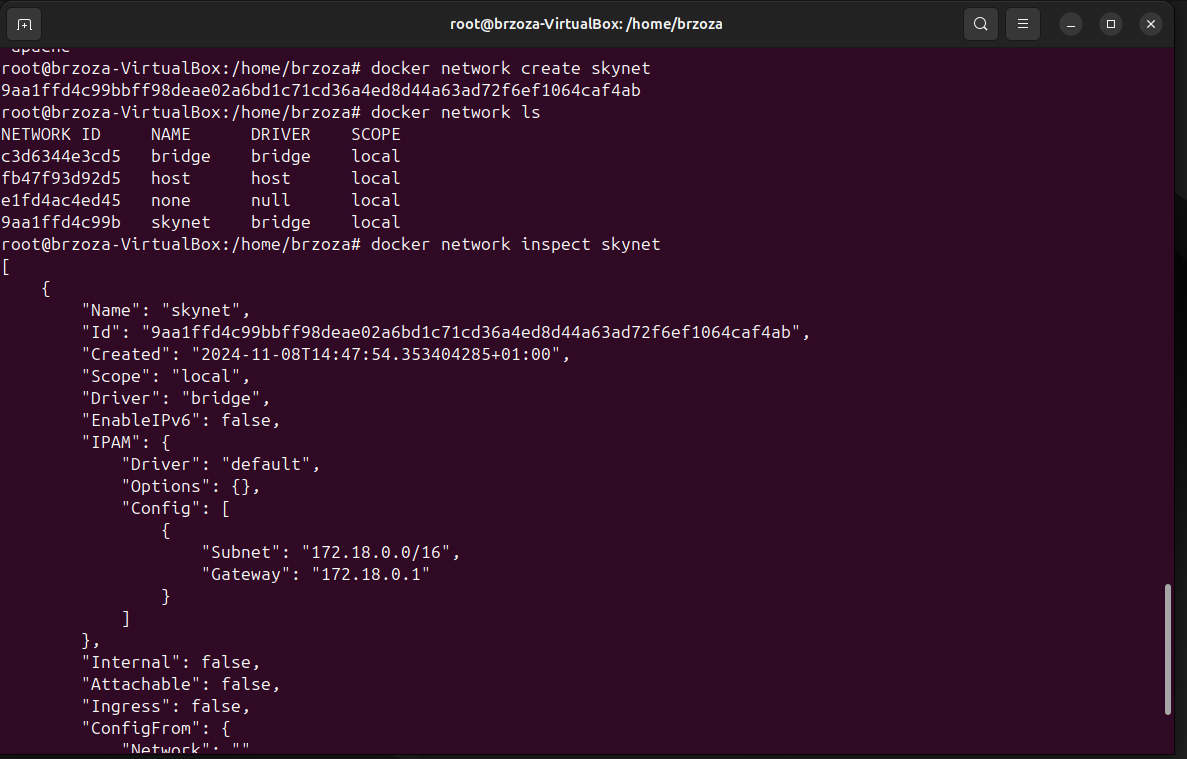 root@brzoza-VirtualBox: /home/brzoza
apache
root@brzoza-VirtualBox:/home/brzoza# docker network create skynet
9aa1ffd4c99bbff98deae02a6bd1c71cd36a4ed8d44a63ad72f6ef1064caf4ab
root@brzoza-VirtualBox:/home/brzoza# docker network ls
NETWORK ID     NAME      DRIVER    SCOPE
c3d6344e3cd5   bridge    bridge    local
fb47f93d92d5   host      host      local
e1fd4ac4ed45   none      null      local
9aa1ffd4c99b   skynet    bridge    local
root@brzoza-VirtualBox:/home/brzoza# docker network inspect skynet
[
    {
        "Name": "skynet",
        "Id": "9aa1ffd4c99bbff98deae02a6bd1c71cd36a4ed8d44a63ad72f6ef1064caf4ab",
        "Created": "2024-11-08T14:47:54.353404285+01:00",
        "Scope": "local",
        "Driver": "bridge",
        "EnableIPv6": false,
        "IPAM": {
            "Driver": "default",
            "Options": {},
            "Config": [
                {
                    "Subnet": "172.18.0.0/16",
                    "Gateway": "172.18.0.1"
                }
            ]
        },
        "Internal": false,
        "Attachable": false,
        "Ingress": false,
        "ConfigFrom": {
            "Network": ""